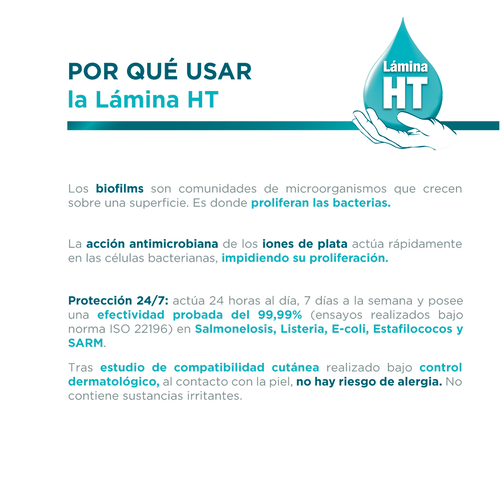 POR QUÉ USAR
la Lámina HT
Lámina
HT
Los biofilms son comunidades de microorganismos que crecen
sobre una superficie. Es donde proliferan las bacterias.
La acción antimicrobiana de los iones de plata actúa rápidamente
en las células bacterianas, impidiendo su proliferación.
Protección 24/7: actúa 24 horas al día, 7 días a la semana y posee
una efectividad probada del 99,99% (ensayos realizados bajo
norma ISO 22196) en Salmonelosis, Listeria, E-coli, Estafilococos y
SARM.
Tras estudio de compatibilidad cutánea realizado bajo control
dermatológico, al contacto con la piel, no hay riesgo de alergia. No
contiene sustancias irritantes.